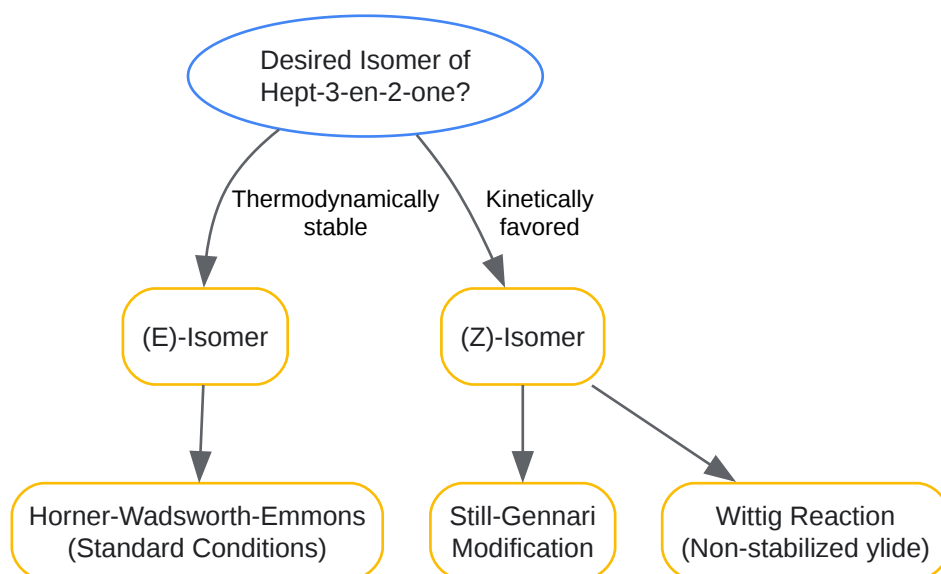 Desired Isomer of
Hept-3-en-2-one?
Thermodynamically
stable
Kinetically
favored
(E)-Isomer
(Z)-Isomer
Horner-Wadsworth-Emmons
(Standard Conditions)
Still-Gennari
Modification
Wittig Reaction
(Non-stabilized ylide)